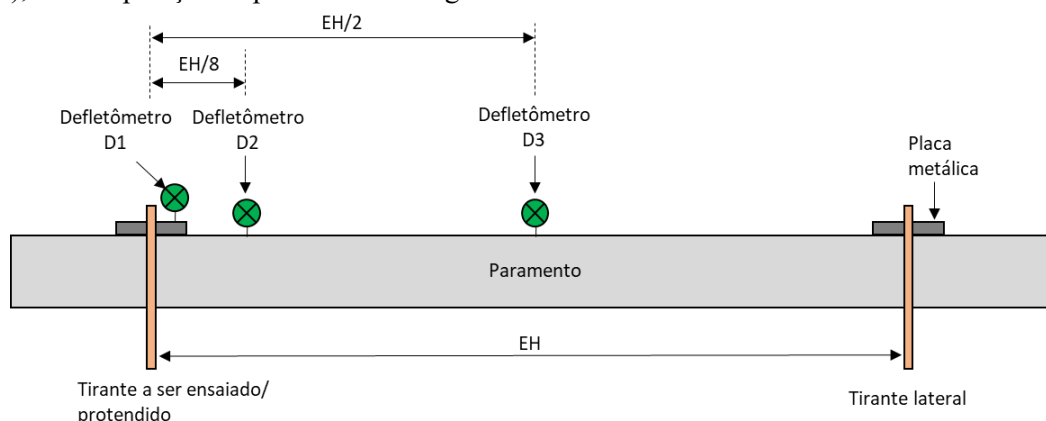 EH/2
EH/8
Defletômetro
D1
Defletômetro
D2
Defletômetro
D3
Placa
metálica
Paramento
EH
Tirante a ser ensaiado/
protendido
Tirante lateral